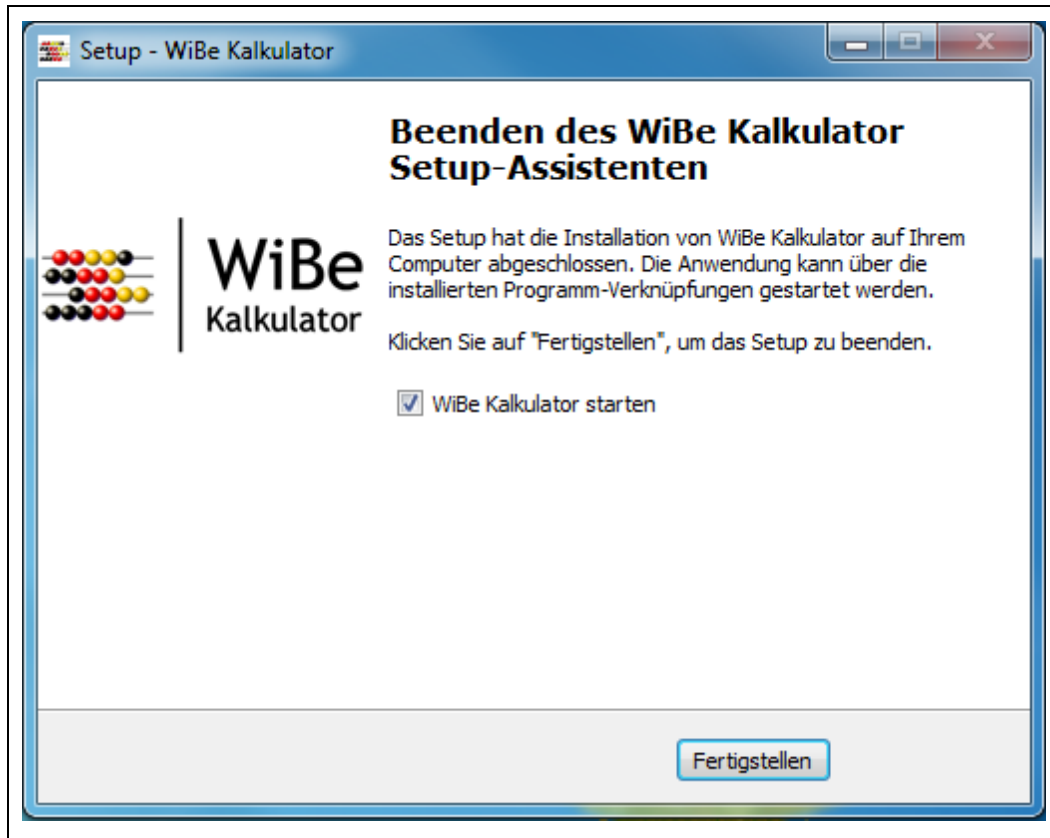 Setup - WiBe Kalkulator
Beenden des WiBe Kalkulator
Setup-Assistenten
WiBe
Kalkulator
Das Setup hat die Installation von WiBe Kalkulator auf Ihrem
Computer abgeschlossen. Die Anwendung kann über die
installierten Programm-Verknüpfungen gestartet werden.
Klicken Sie auf "Fertigstellen", um das Setup zu beenden.
WiBe Kalkulator starten
Fertigstellen